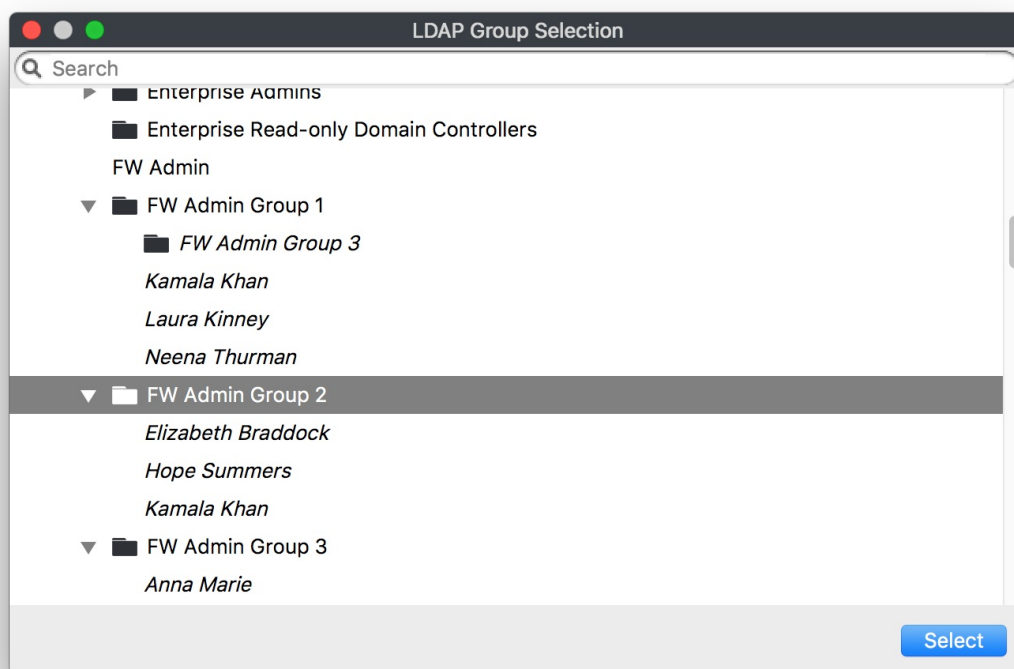 LDAP Group Selection
Search
Enterprise Admins
Enterprise Read-only Domain Controllers
FW Admin
FW Admin Group 1
FW Admin Group 3
Kamala Khan
Laura Kinney
Neena Thurman
FW Admin Group 2
Elizabeth Braddock
Hope Summers
Kamala Khan
FW Admin Group 3
Anna Marie
Select